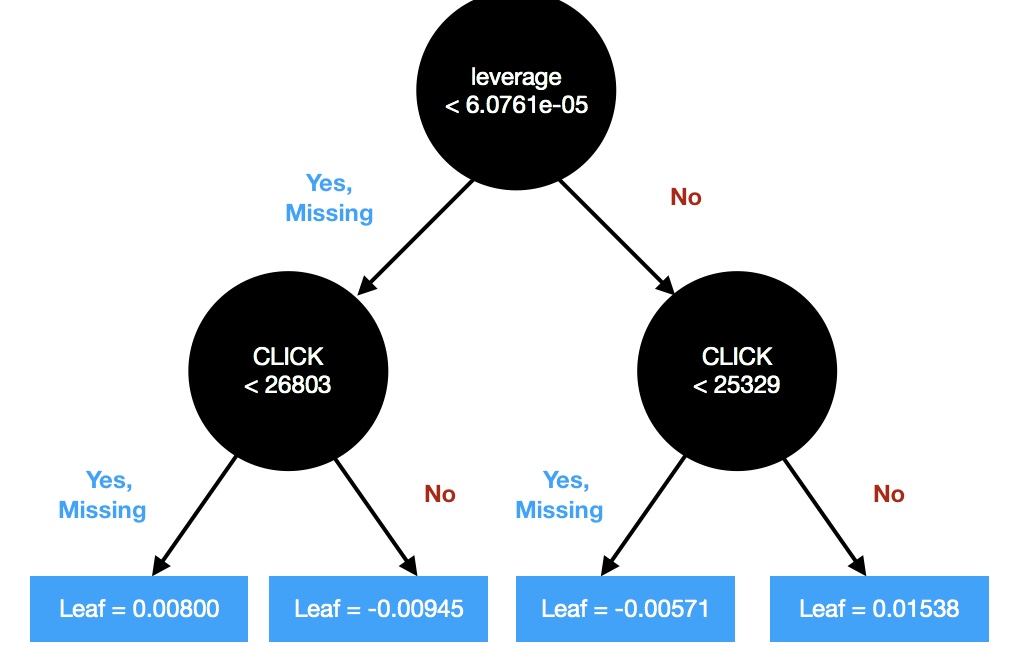 leverage
< 6.0761e-05
Yes,
Missing
No
CLICK
< 26803
CLICK
< 25329
Yes,
Missing
No
Yes,
Missing
No
Leaf = 0.00800
Leaf = -0.00945
Leaf = -0.00571
Leaf = 0.01538